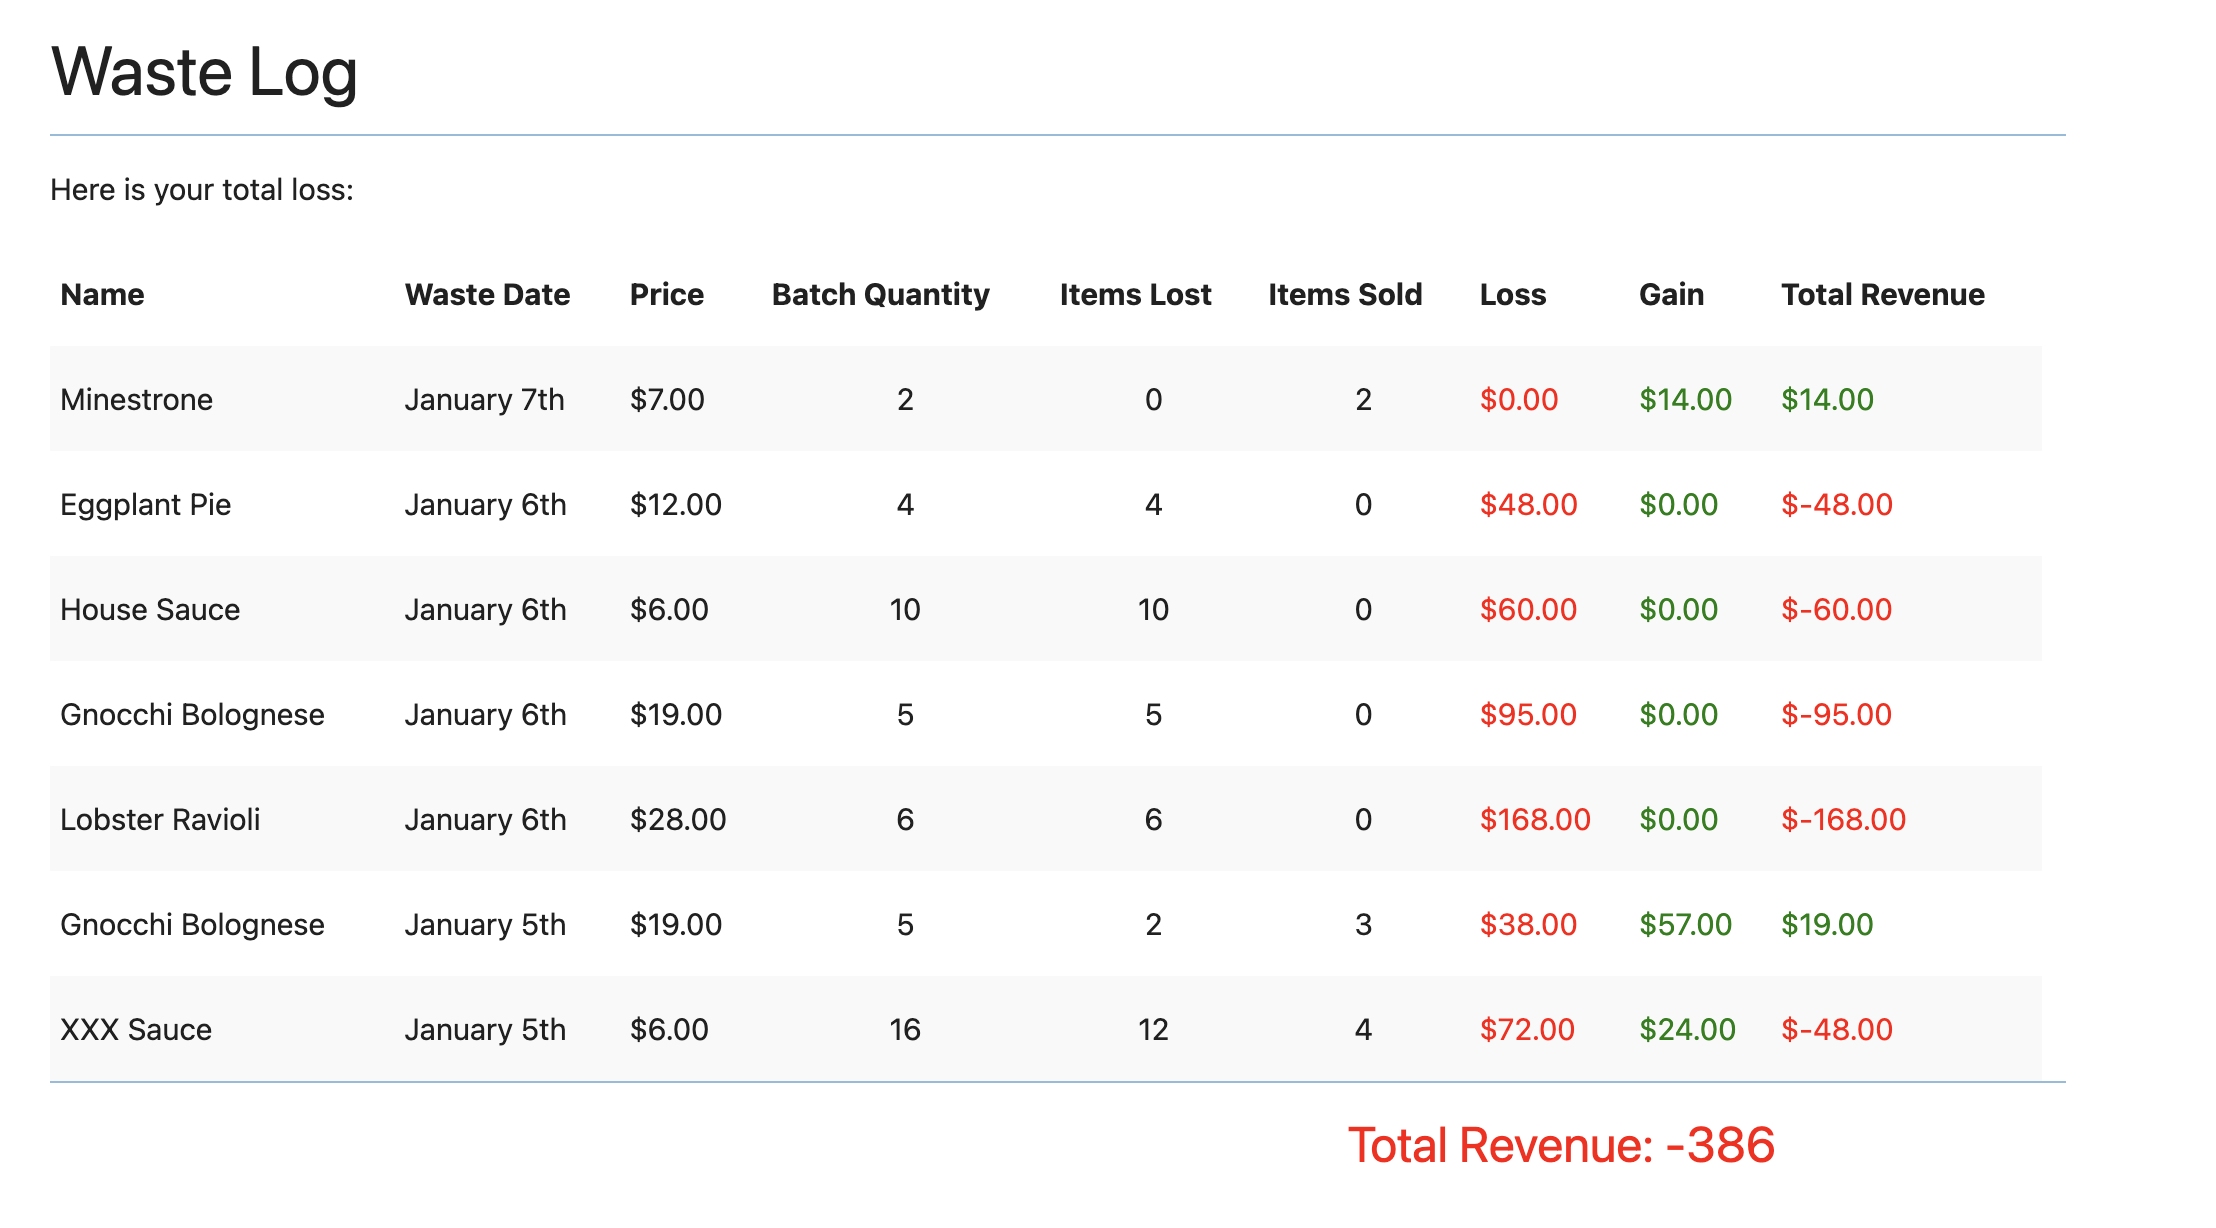 Waste Log
Here is your total loss:
Name Waste Date Price Batch Quantity Items Lost Items Sold Loss Gain Total Revenue
Minestrone January 7th $7.00 2 0 2 $0.00 $14.00 $14.00
Eggplant Pie January 6th $12.00 4 4 0 $48.00 $0.00 $-48.00
House Sauce January 6th $6.00 10 10 0 $60.00 $0.00 $-60.00
Gnocchi Bolognese January 6th $19.00 5 5 0 $95.00 $0.00 $-95.00
Lobster Ravioli January 6th $28.00 6 6 0 $168.00 $0.00 $-168.00
Gnocchi Bolognese January 5th $19.00 5 2 3 $38.00 $57.00 $19.00
XXX Sauce January 5th $6.00 16 12 4 $72.00 $24.00 $-48.00
Total Revenue: -386